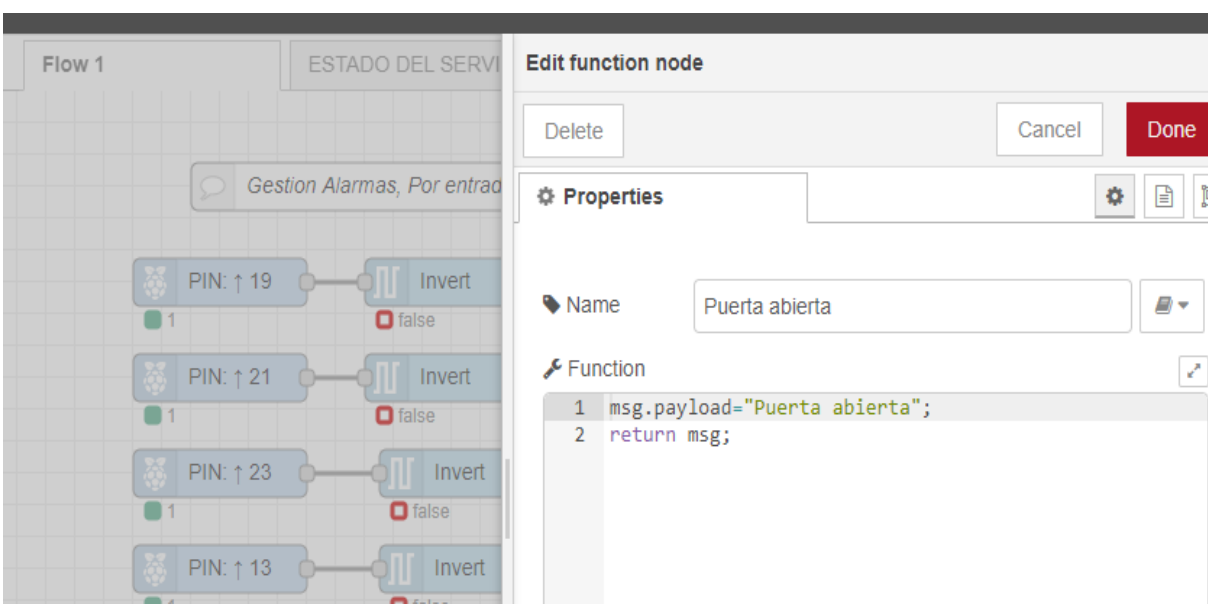 Flow 1
ESTADO DEL SERVI
Edit function node
Delete
Cancel
Done
Gestion Alarmas, Por entrad
Properties
PIN: ↑ 19
Invert
1
false
Name
Puerta abierta
PIN: ↑ 21
Invert
1
false
Function
1 msg.payload="Puerta abierta";
2 return msg;
PIN: ↑ 23
Invert
1
false
PIN: ↑ 13
Invert